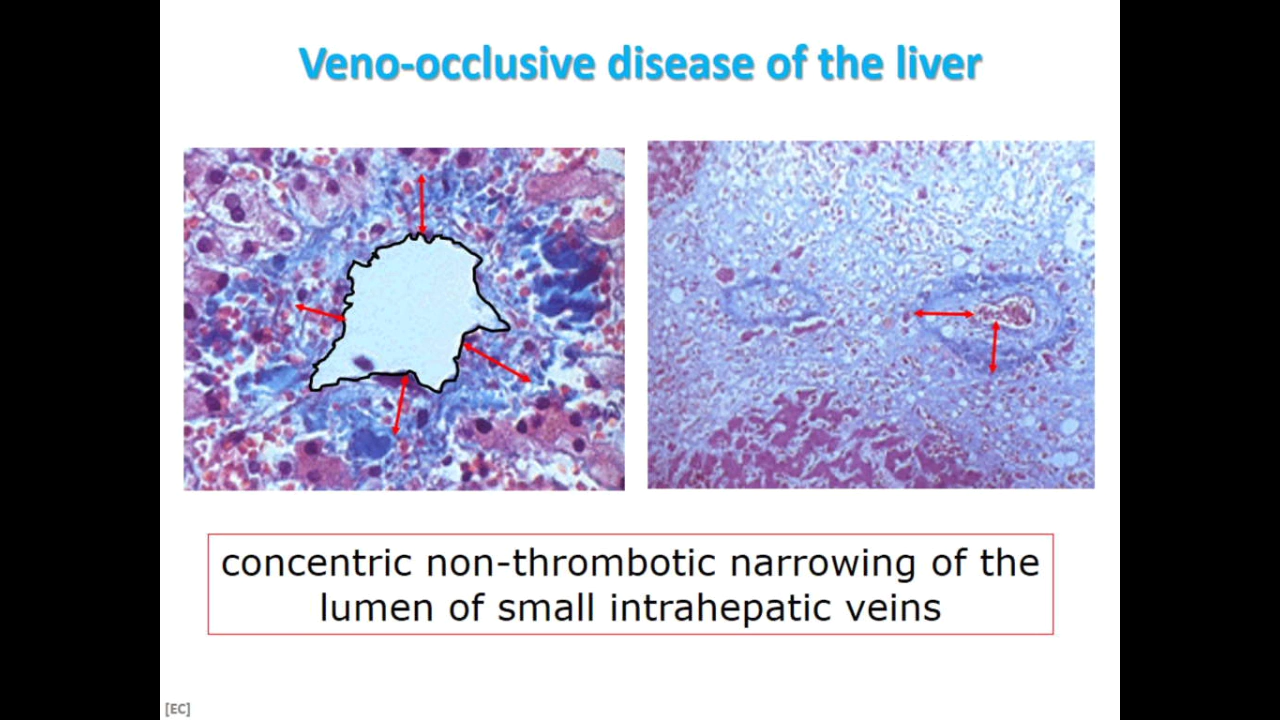 Veno-occlusive disease of the liver
concentric non-thrombotic narrowing of the
lumen of small intrahepatic veins
[EC]